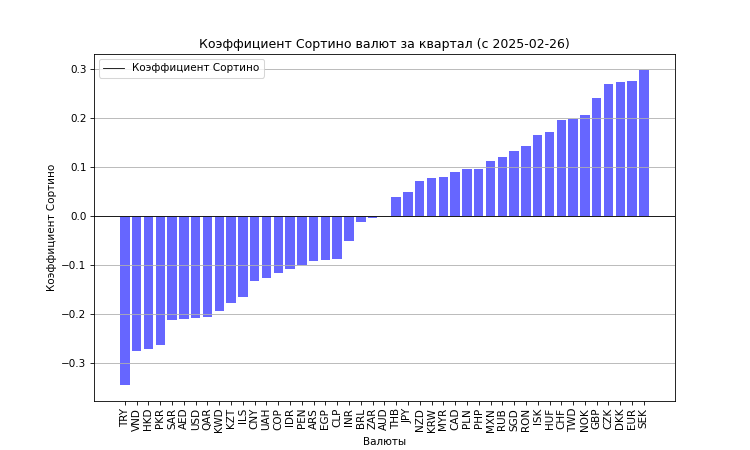 Коэффициент Сортино валют за квартал (с 2025-02-26)
Коэффициент Сортино
Коэффициент Сортино
0.3
0.2
0.1
0.0
−0.1
−0.2
−0.3
TRY VND HKD PKR SAR AED USD QAR KWD KZT ILS CNY UAH COP IDR PEN ARS EGP CLP INR BRL ZAR AUD THB JPY NZD KRW MYR CAD PLN PHP MXN RUB SGD RON ISK HUF CHF TWD NOK GBP CZK DKK EUR SEK
Валюты